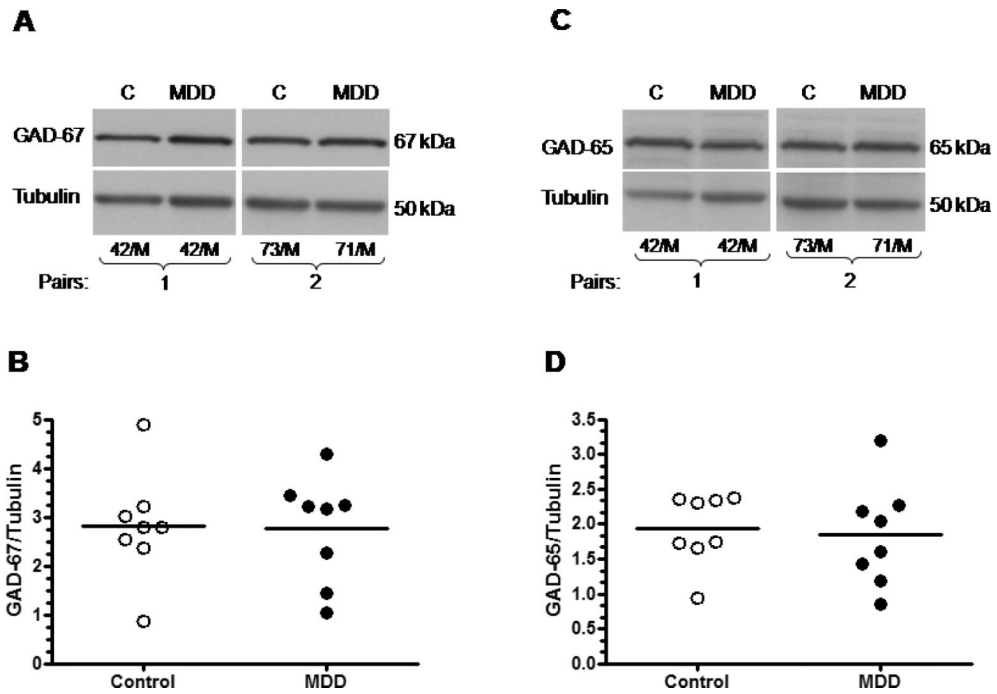 A
C MDD C MDD
GAD-67 67 kDa
Tubulin 50 kDa
42/M 42/M 73/M 71/M
Pairs: 1 2
C
C MDD C MDD
GAD-65 65 kDa
Tubulin 50 kDa
42/M 42/M 73/M 71/M
Pairs: 1 2
B
GAD-67/Tubulin
5
4
3
2
1
0
Control MDD
D
GAD-65/Tubulin
3.5
3.0
2.5
2.0
1.5
1.0
0.5
0.0
Control MDD